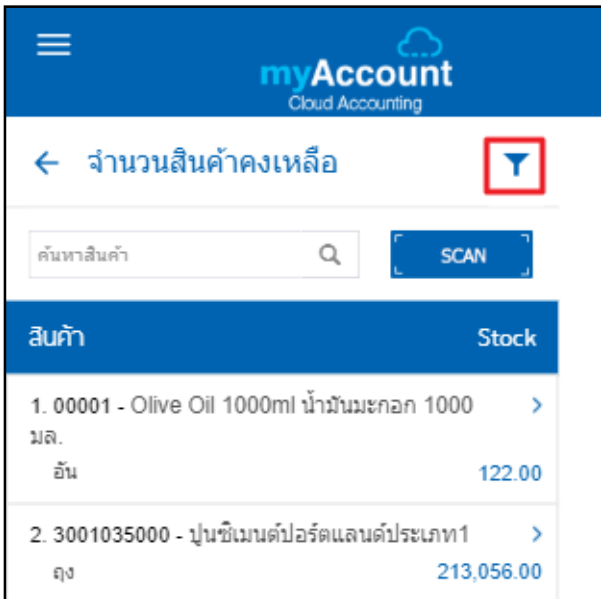 myAccount
Cloud Accounting
จำนวนสินค้าคงเหลือ
ค้นหาสินค้า
SCAN
สินค้า Stock
1. 00001 - Olive Oil 1000ml น้ำมันมะกอก 1000
มล.
อัน 122.00
2. 3001035000 - ปูนซิเมนต์ปอร์ตแลนด์ประเภท1
ถุง 213,056.00